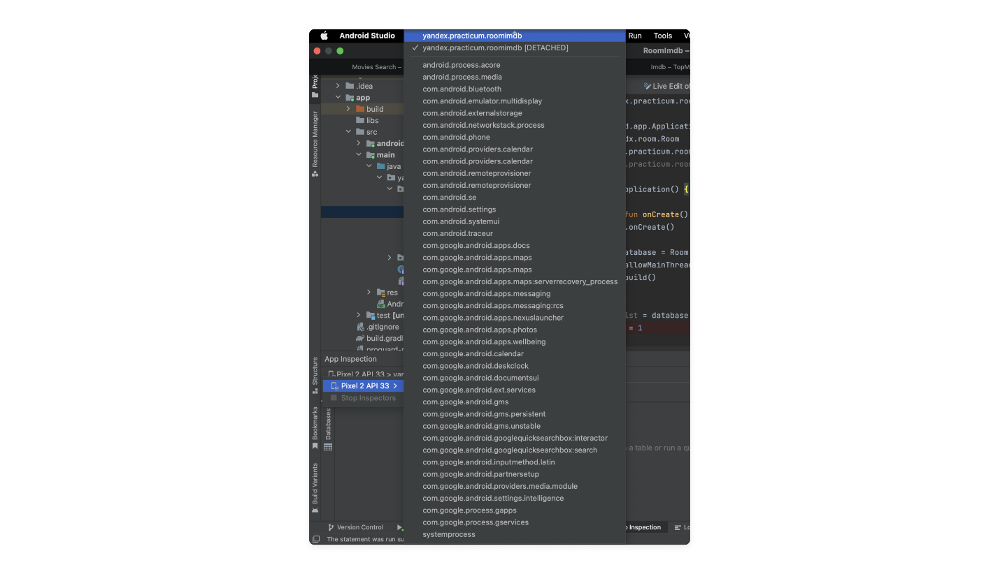 Android Studio
Run
Tools
yandex.practicum.roomimdb
yandex.practicum.roomimdb [DETACHED]
RoomImdb –
Movies Search –
Imdb – TopM
.idea
app
build
libs
src
android
main
java
ya
res
Andr
test [un
.gitignore
build.gradl
App Inspection
Pixel 2 API 33 >
Pixel 2 API 33
Stop Inspectors
Resource Manager
Structure
Bookmarks
Build Variants
Databases
Version Control
The statement was run su
android.process.acore
android.process.media
com.android.bluetooth
com.android.emulator.multidisplay
com.android.externalstorage
com.android.networkstack.process
com.android.phone
com.android.providers.calendar
com.android.providers.calendar
com.android.remoteprovisioner
com.android.remoteprovisioner
com.android.se
com.android.settings
com.android.systemui
com.android.traceur
com.google.android.apps.docs
com.google.android.apps.maps
com.google.android.apps.maps
com.google.android.apps.maps:serverrecovery_process
com.google.android.apps.messaging
com.google.android.apps.messaging:rcs
com.google.android.apps.nexuslauncher
com.google.android.apps.photos
com.google.android.apps.wellbeing
com.google.android.calendar
com.google.android.deskclock
com.google.android.documentsui
com.google.android.ext.services
com.google.android.gms
com.google.android.gms.persistent
com.google.android.gms.unstable
com.google.android.googlequicksearchbox:interactor
com.google.android.googlequicksearchbox:search
com.google.android.inputmethod.latin
com.google.android.partnersetup
com.google.android.providers.media.module
com.google.android.settings.intelligence
com.google.process.gapps
com.google.process.gservices
systemprocess
Live Edit of
x.practicum.roo
d.app.Applicati
dx.room.Room
.practicum.room
.practicum.room
pplication() {
fun onCreate()
.onCreate()
atabase = Room
allowMainThread
build()
ist = database
= 1
a table or run a qu
Inspection